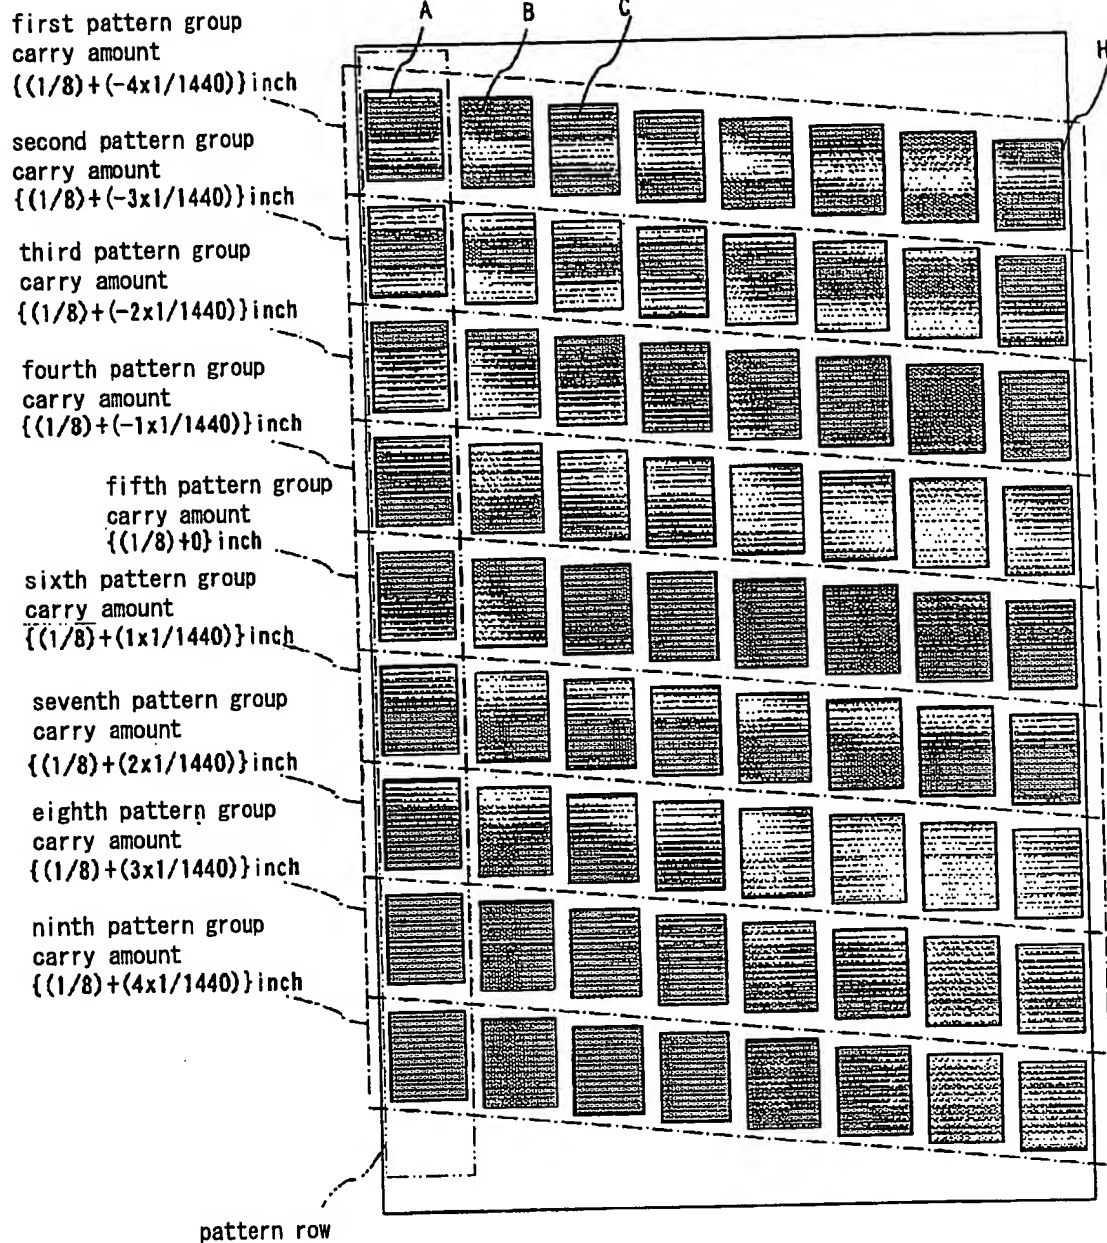 A
B
C
H
first pattern group
carry amount
{(1/8)+(-4x1/1440)}inch
second pattern group
carry amount
{(1/8)+(-3x1/1440)}inch
third pattern group
carry amount
{(1/8)+(-2x1/1440)}inch
fourth pattern group
carry amount
{(1/8)+(-1x1/1440)}inch
fifth pattern group
carry amount
{(1/8)+0}inch
sixth pattern group
carry amount
{(1/8)+(1x1/1440)}inch
seventh pattern group
carry amount
{(1/8)+(2x1/1440)}inch
eighth pattern group
carry amount
{(1/8)+(3x1/1440)}inch
ninth pattern group
carry amount
{(1/8)+(4x1/1440)}inch
pattern row